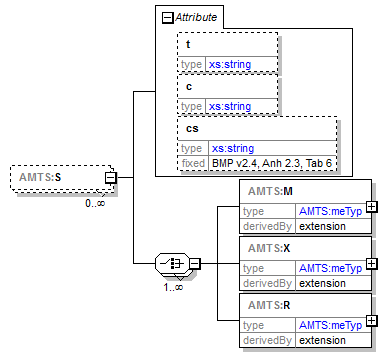 Attribute
t
type xs:string
c
type xs:string
cs
type xs:string
fixed BMP v2.4, Anh 2.3, Tab 6
AMTS:S
0..∞
AMTS:M
type AMTS:meTyp
derivedBy extension
AMTS:X
type AMTS:meTyp
derivedBy extension
1..∞
AMTS:R
type AMTS:meTyp
derivedBy extension